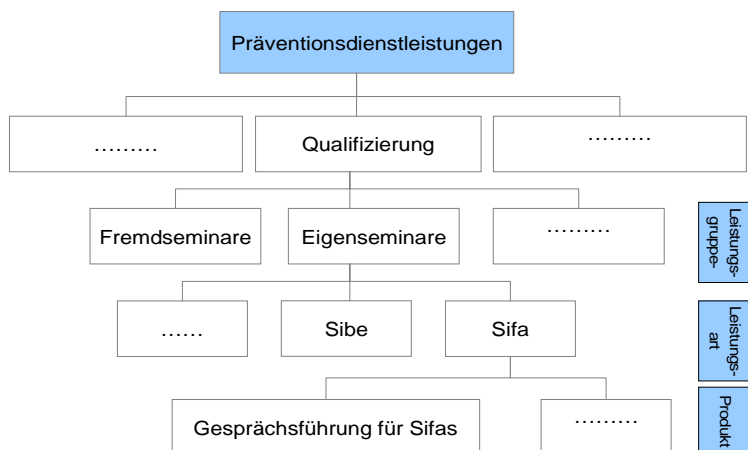 Präventionsdienstleistungen
………
Qualifizierung
………
Fremdseminare
Eigenseminare
………
Leistungs-
gruppe-
……
Sibe
Sifa
Leistungs-
art
Gesprächsführung für Sifas
………
Produkt